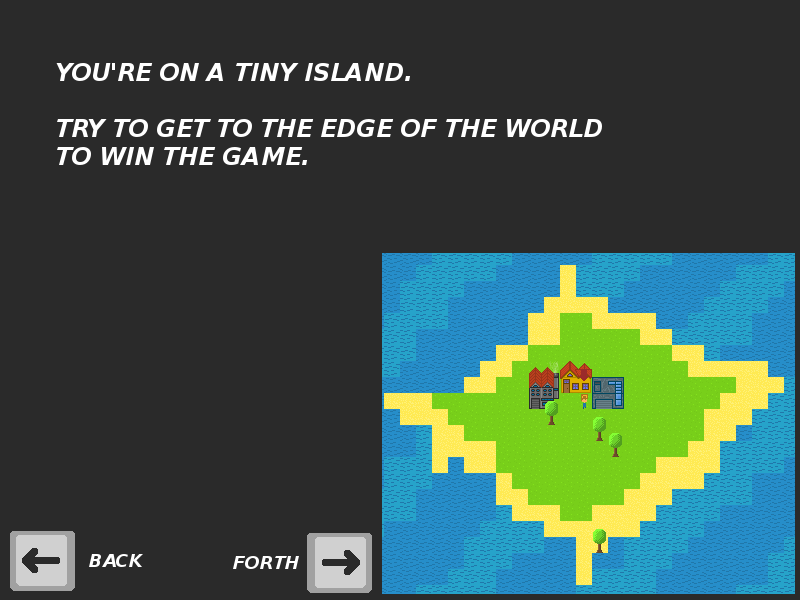 YOU'RE ON A TINY ISLAND.
TRY TO GET TO THE EDGE OF THE WORLD
TO WIN THE GAME.
BACK
FORTH